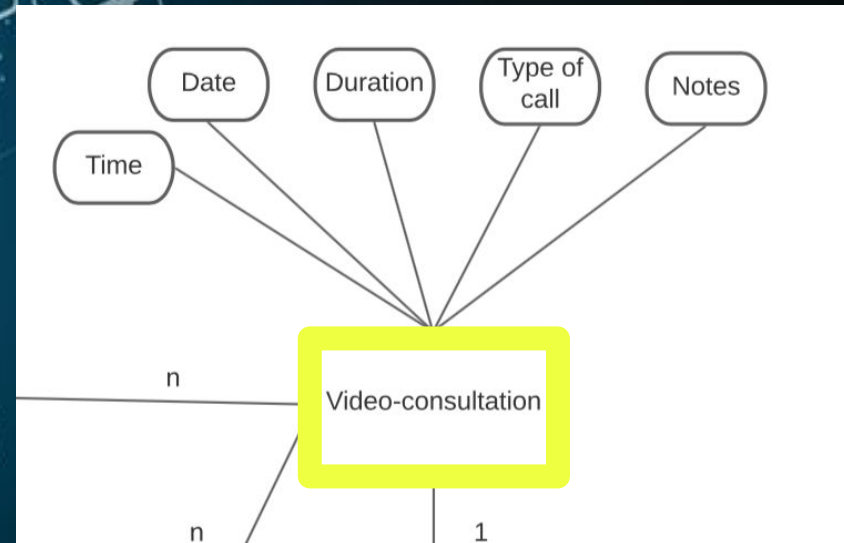 Date
Duration
Type of
call
Notes
Time
n
Video-consultation
n
1